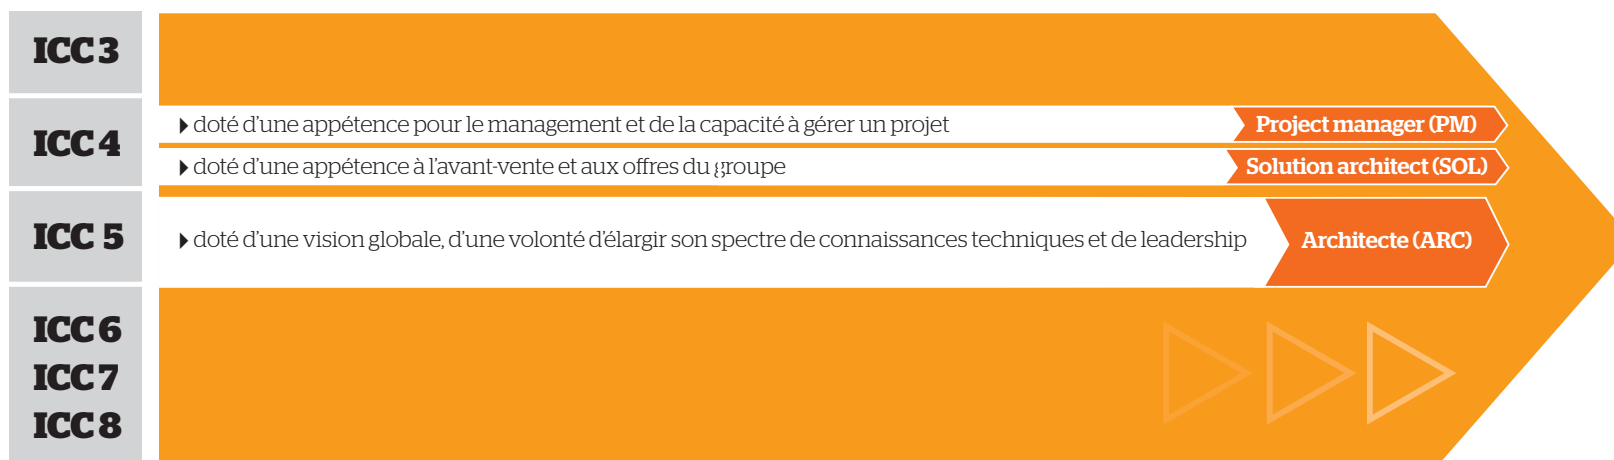 ICC 3
ICC 4
doté d'une appétence pour le management et de la capacité à gérer un projet Project manager (PM)
doté d'une appétence à l'avant-vente et aux offres du groupe Solution architect (SOL)
ICC 5
doté d'une vision globale, d'une volonté d'élargir son spectre de connaissances techniques et de leadership Architecte (ARC)
ICC 6
ICC 7
ICC 8